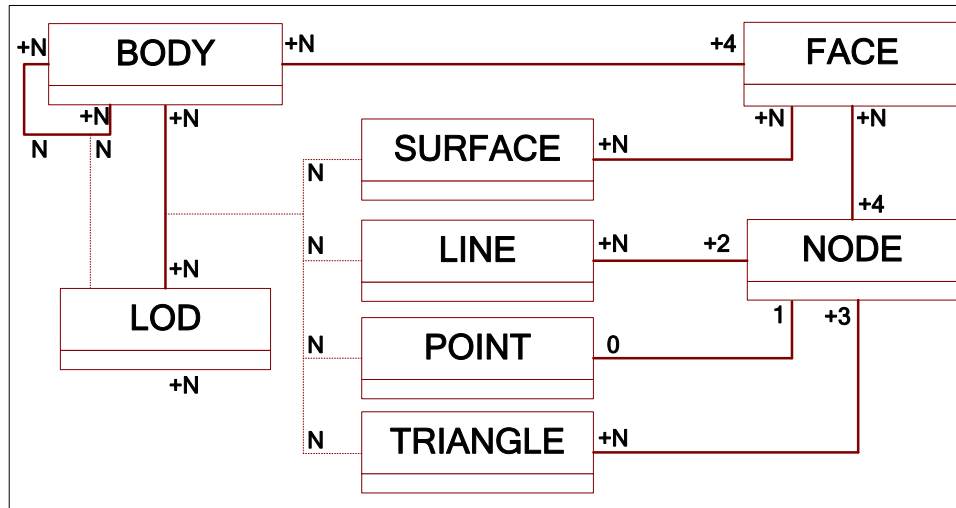 +N BODY +N +4 FACE
+N +N +N +N
N N SURFACE +N
N
+4
N LINE +N +2 NODE
+N
LOD 1 +3
N POINT 0
+N
N TRIANGLE +N